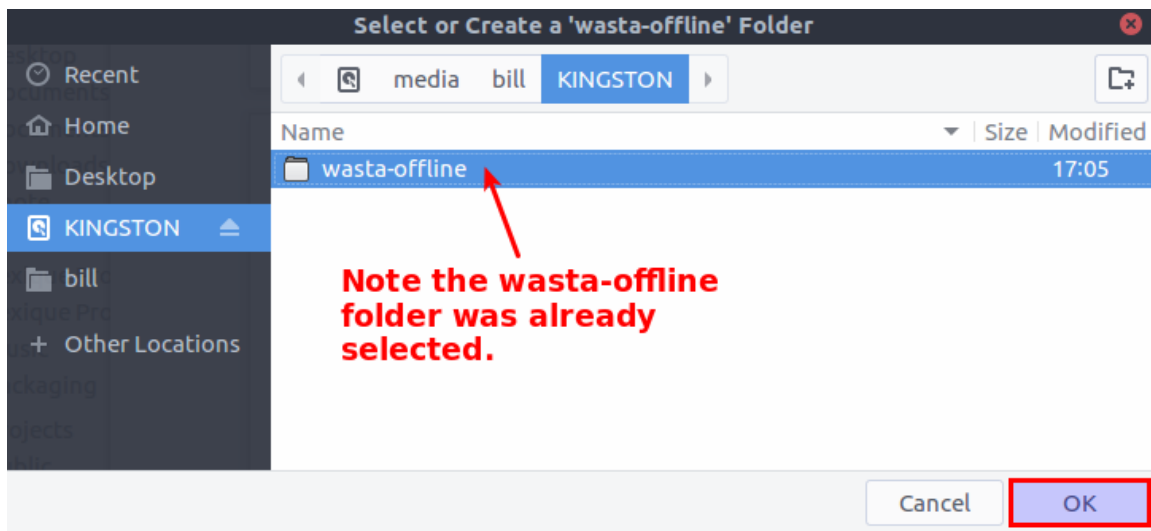 Select or Create a 'wasta-offline' Folder
Recent
media bill KINGSTON
Home
Name Size Modified
wasta-offline 17:05
Desktop
KINGSTON
bill
Note the wasta-offline
folder was already
selected.
+ Other Locations
Cancel OK